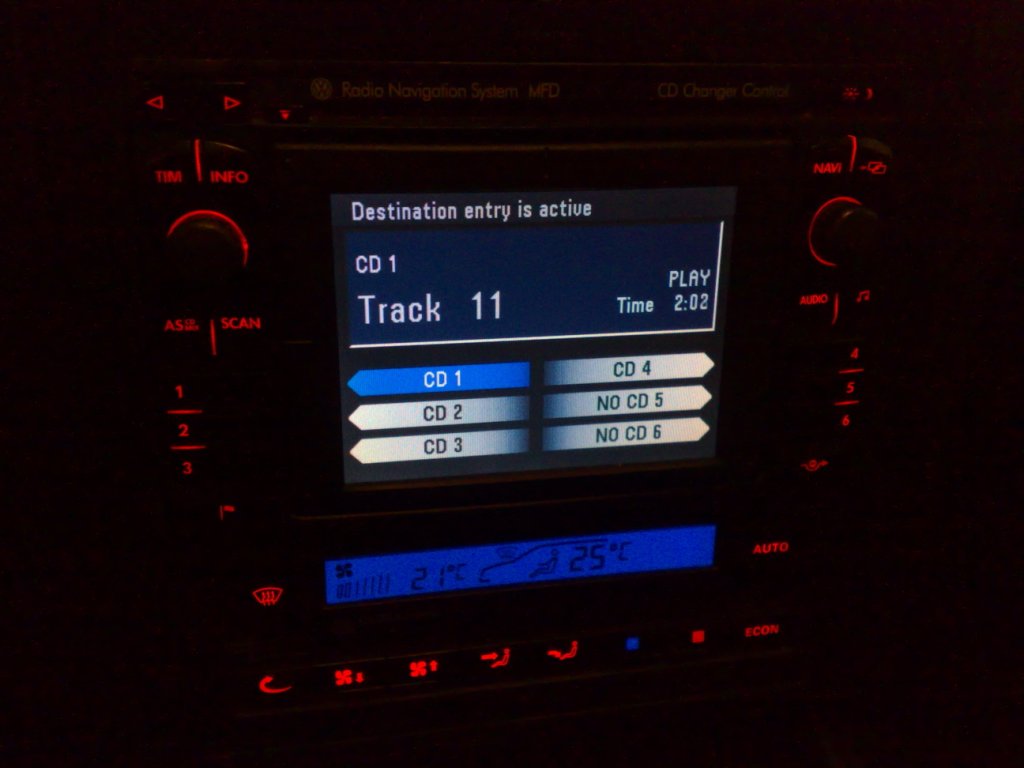 Radio Navigation System MFD CD Changer Control
TIM INFO
NAVI
Destination entry is active
CD 1
PLAY
Track 11
Time 2:02
AUDIO
AS SCAN
CD 1
CD 4
CD 2
NO CD 5
CD 3
NO CD 6
1
2
3
4
5
6
AUTO
21°C
25°C
ECON